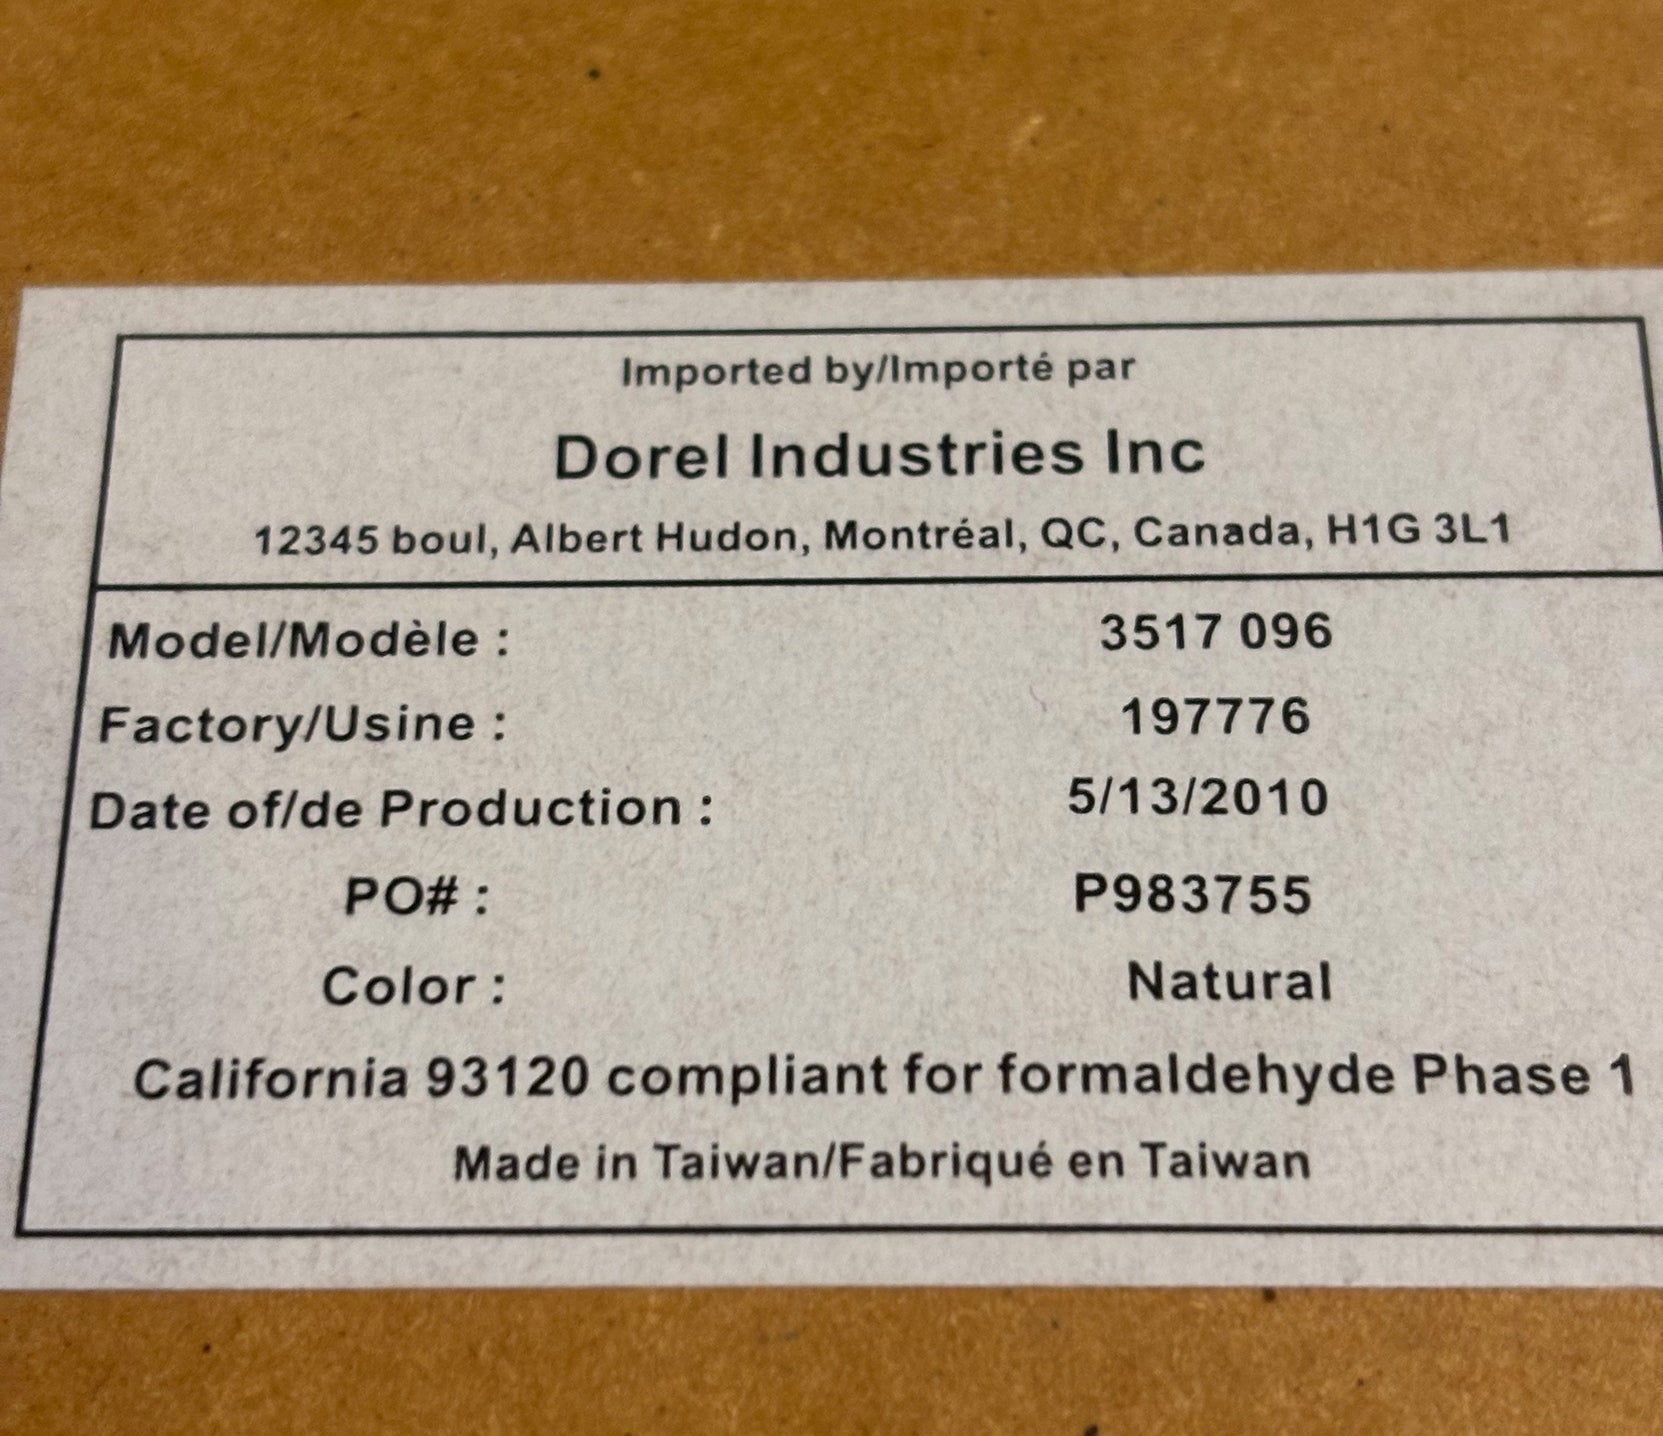 Imported by/Importé par
Dorel Industries Inc
12345 boul, Albert Hudon, Montréal, QC, Canada, H1G 3L1
Model/Modèle : 3517 096
Factory/Usine : 197776
Date of/de Production : 5/13/2010
PO# : P983755
Color : Natural
California 93120 compliant for formaldehyde Phase 1
Made in Taiwan/Fabriqué en Taiwan